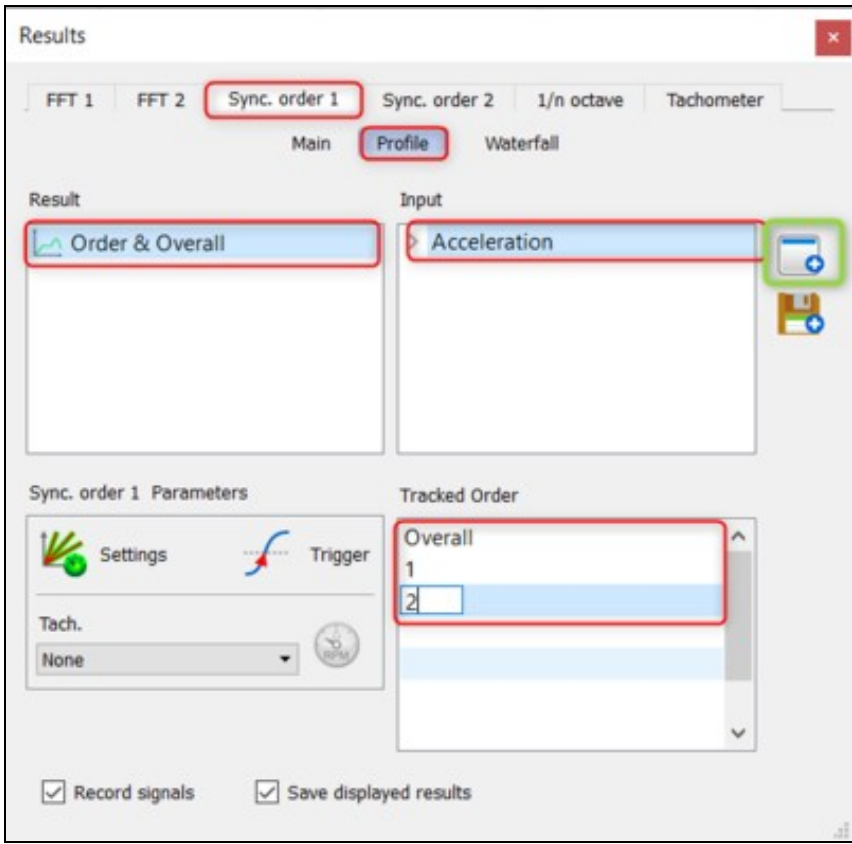 Results
FFT 1 FFT 2 Sync. order 1 Sync. order 2 1/n octave Tachometer
Main Profile Waterfall
Result Input
Order & Overall Acceleration
Sync. order 1 Parameters Tracked Order
Settings Trigger Overall
1
2
Tach.
None RPM
Record signals Save displayed results